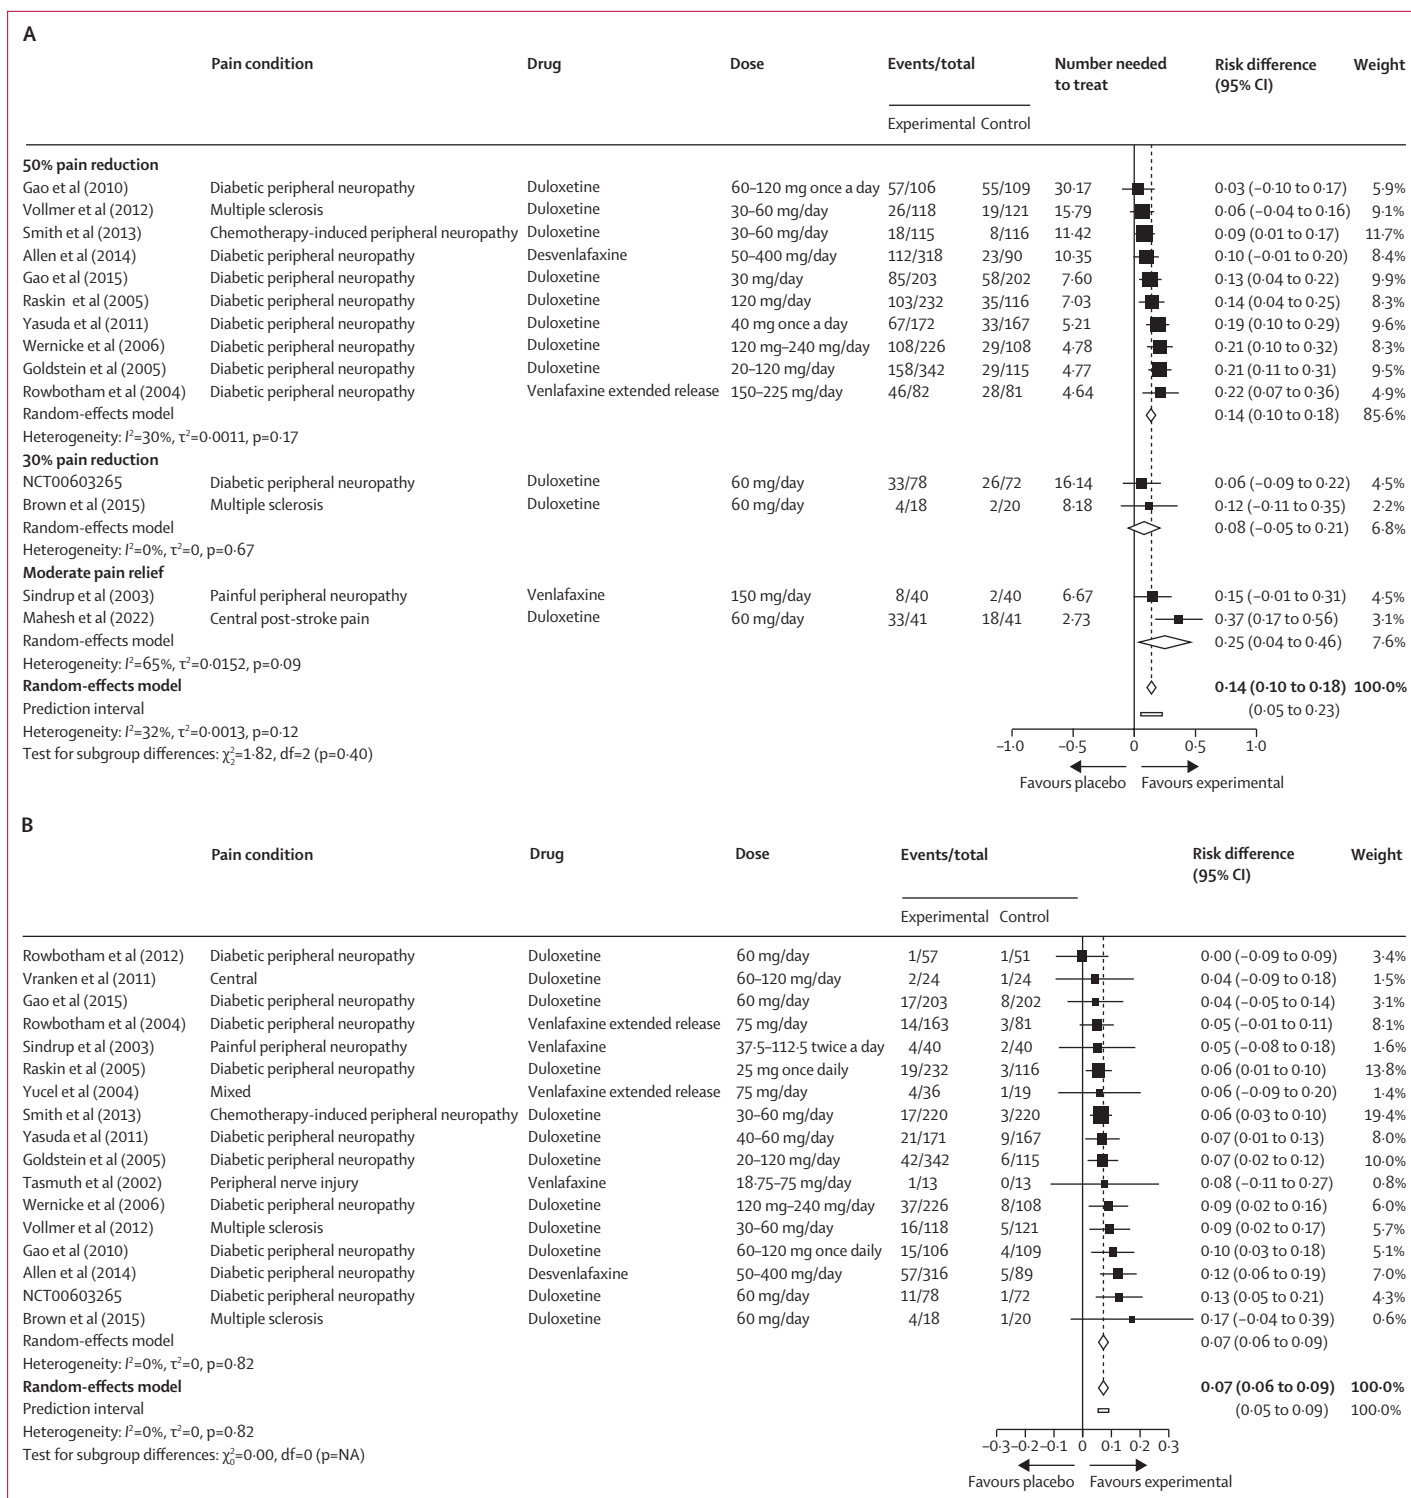 A
Pain condition Drug Dose Events/total Number needed to treat Risk difference (95% CI) Weight
Experimental Control
50% pain reduction
Gao et al (2010) Diabetic peripheral neuropathy Duloxetine 60–120 mg once a day 57/106 55/109 30·17 0·03 (−0·10 to 0·17) 5·9%
Vollmer et al (2012) Multiple sclerosis Duloxetine 30–60 mg/day 26/118 19/121 15·79 0·06 (−0·04 to 0·16) 9·1%
Smith et al (2013) Chemotherapy-induced peripheral neuropathy Duloxetine 30–60 mg/day 18/115 8/116 11·42 0·09 (0·01 to 0·17) 11·7%
Allen et al (2014) Diabetic peripheral neuropathy Desvenlafaxine 50–400 mg/day 112/318 23/90 10·35 0·10 (−0·01 to 0·20) 8·4%
Gao et al (2015) Diabetic peripheral neuropathy Duloxetine 30 mg/day 85/203 58/202 7·60 0·13 (0·04 to 0·22) 9·9%
Raskin et al (2005) Diabetic peripheral neuropathy Duloxetine 120 mg/day 103/232 35/116 7·03 0·14 (0·04 to 0·25) 8·3%
Yasuda et al (2011) Diabetic peripheral neuropathy Duloxetine 40 mg once a day 67/172 33/167 5·21 0·19 (0·10 to 0·29) 9·6%
Wernicke et al (2006) Diabetic peripheral neuropathy Duloxetine 120 mg–240 mg/day 108/226 29/108 4·78 0·21 (0·10 to 0·32) 8·3%
Goldstein et al (2005) Diabetic peripheral neuropathy Duloxetine 20–120 mg/day 158/342 29/115 4·77 0·21 (0·11 to 0·31) 9·5%
Rowbotham et al (2004) Diabetic peripheral neuropathy Venlafaxine extended release 150–225 mg/day 46/82 28/81 4·64 0·22 (0·07 to 0·36) 4·9%
Random-effects model 0·14 (0·10 to 0·18) 85·6%
Heterogeneity: I²=30%, τ²=0·0011, p=0·17
30% pain reduction
NCT00603265 Diabetic peripheral neuropathy Duloxetine 60 mg/day 33/78 26/72 16·14 0·06 (−0·09 to 0·22) 4·5%
Brown et al (2015) Multiple sclerosis Duloxetine 60 mg/day 4/18 2/20 8·18 0·12 (−0·11 to 0·35) 2·2%
Random-effects model 0·08 (−0·05 to 0·21) 6·8%
Heterogeneity: I²=0%, τ²=0, p=0·67
Moderate pain relief
Sindrup et al (2003) Painful peripheral neuropathy Venlafaxine 150 mg/day 8/40 2/40 6·67 0·15 (−0·01 to 0·31) 4·5%
Mahesh et al (2022) Central post-stroke pain Duloxetine 60 mg/day 33/41 18/41 2·73 0·37 (0·17 to 0·56) 3·1%
Random-effects model 0·25 (0·04 to 0·46) 7·6%
Heterogeneity: I²=65%, τ²=0·0152, p=0·09
Random-effects model 0·14 (0·10 to 0·18) 100·0%
Prediction interval (0·05 to 0·23)
Heterogeneity: I²=32%, τ²=0·0013, p=0·12
Test for subgroup differences: χ²₂=1·82, df=2 (p=0·40)
−1·0 −0·5 0 0·5 1·0
Favours placebo Favours experimental
B
Pain condition Drug Dose Events/total Risk difference (95% CI) Weight
Experimental Control
Rowbotham et al (2012) Diabetic peripheral neuropathy Duloxetine 60 mg/day 1/57 1/51 0·00 (−0·09 to 0·09) 3·4%
Vranken et al (2011) Central Duloxetine 60–120 mg/day 2/24 1/24 0·04 (−0·09 to 0·18) 1·5%
Gao et al (2015) Diabetic peripheral neuropathy Duloxetine 60 mg/day 17/203 8/202 0·04 (−0·05 to 0·14) 3·1%
Rowbotham et al (2004) Diabetic peripheral neuropathy Venlafaxine extended release 75 mg/day 14/163 3/81 0·05 (−0·01 to 0·11) 8·1%
Sindrup et al (2003) Painful peripheral neuropathy Venlafaxine 37·5–112·5 twice a day 4/40 2/40 0·05 (−0·08 to 0·18) 1·6%
Raskin et al (2005) Diabetic peripheral neuropathy Duloxetine 25 mg once daily 19/232 3/116 0·06 (0·01 to 0·10) 13·8%
Yucel et al (2004) Mixed Venlafaxine extended release 75 mg/day 4/36 1/19 0·06 (−0·09 to 0·20) 1·4%
Smith et al (2013) Chemotherapy-induced peripheral neuropathy Duloxetine 30–60 mg/day 17/220 3/220 0·06 (0·03 to 0·10) 19·4%
Yasuda et al (2011) Diabetic peripheral neuropathy Duloxetine 40–60 mg/day 21/171 9/167 0·07 (0·01 to 0·13) 8·0%
Goldstein et al (2005) Diabetic peripheral neuropathy Duloxetine 20–120 mg/day 42/342 6/115 0·07 (0·02 to 0·12) 10·0%
Tasmuth et al (2002) Peripheral nerve injury Venlafaxine 18·75–75 mg/day 1/13 0/13 0·08 (−0·11 to 0·27) 0·8%
Wernicke et al (2006) Diabetic peripheral neuropathy Duloxetine 120 mg–240 mg/day 37/226 8/108 0·09 (0·02 to 0·16) 6·0%
Vollmer et al (2012) Multiple sclerosis Duloxetine 30–60 mg/day 16/118 5/121 0·09 (0·02 to 0·17) 5·7%
Gao et al (2010) Diabetic peripheral neuropathy Duloxetine 60–120 mg once daily 15/106 4/109 0·10 (0·03 to 0·18) 5·1%
Allen et al (2014) Diabetic peripheral neuropathy Desvenlafaxine 50–400 mg/day 57/316 5/89 0·12 (0·06 to 0·19) 7·0%
NCT00603265 Diabetic peripheral neuropathy Duloxetine 60 mg/day 11/78 1/72 0·13 (0·05 to 0·21) 4·3%
Brown et al (2015) Multiple sclerosis Duloxetine 60 mg/day 4/18 1/20 0·17 (−0·04 to 0·39) 0·6%
Random-effects model 0·07 (0·06 to 0·09)
Heterogeneity: I²=0%, τ²=0, p=0·82
Random-effects model 0·07 (0·06 to 0·09) 100·0%
Prediction interval (0·05 to 0·09) 100·0%
Heterogeneity: I²=0%, τ²=0, p=0·82
Test for subgroup differences: χ²₀=0·00, df=0 (p=NA)
−0·3 −0·2 −0·1 0 0·1 0·2 0·3
Favours placebo Favours experimental